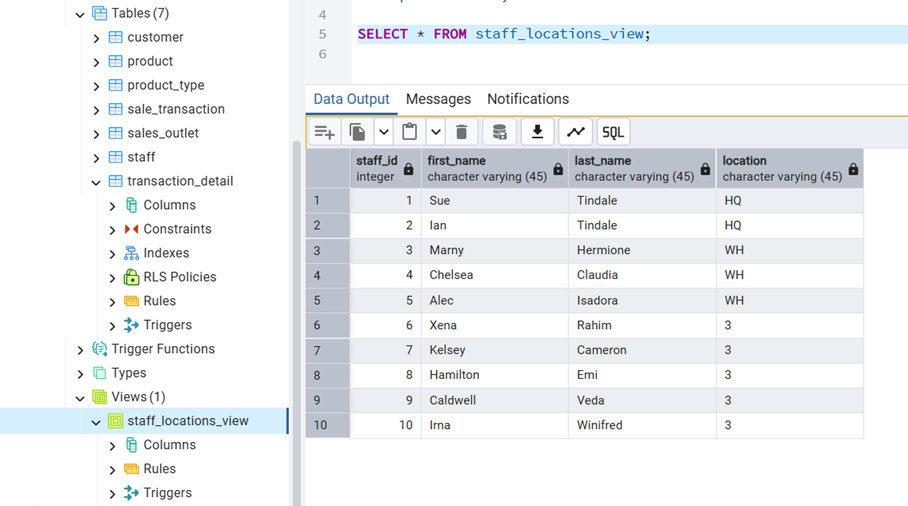 Tables (7)
customer
product
product_type
sale_transaction
sales_outlet
staff
transaction_detail
Columns
Constraints
Indexes
RLS Policies
Rules
Triggers
Trigger Functions
Types
Views (1)
staff_locations_view
Columns
Rules
Triggers
4
5 SELECT * FROM staff_locations_view;
6
Data Output Messages Notifications
SQL
staff_id first_name last_name location
integer character varying (45) character varying (45) character varying (45)
1 1 Sue Tindale HQ
2 2 Ian Tindale HQ
3 3 Marny Hermione WH
4 4 Chelsea Claudia WH
5 5 Alec Isadora WH
6 6 Xena Rahim 3
7 7 Kelsey Cameron 3
8 8 Hamilton Emi 3
9 9 Caldwell Veda 3
10 10 Irna Winifred 3